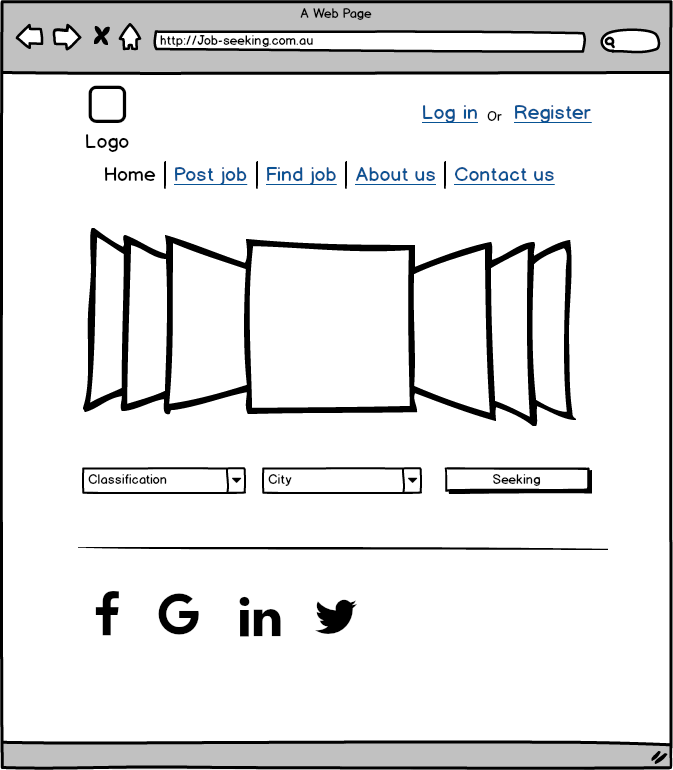 A Web Page
http://Job-seeking.com.au
Log in or Register
Logo
Home Post job Find job About us Contact us
Classification City Seeking
f G in